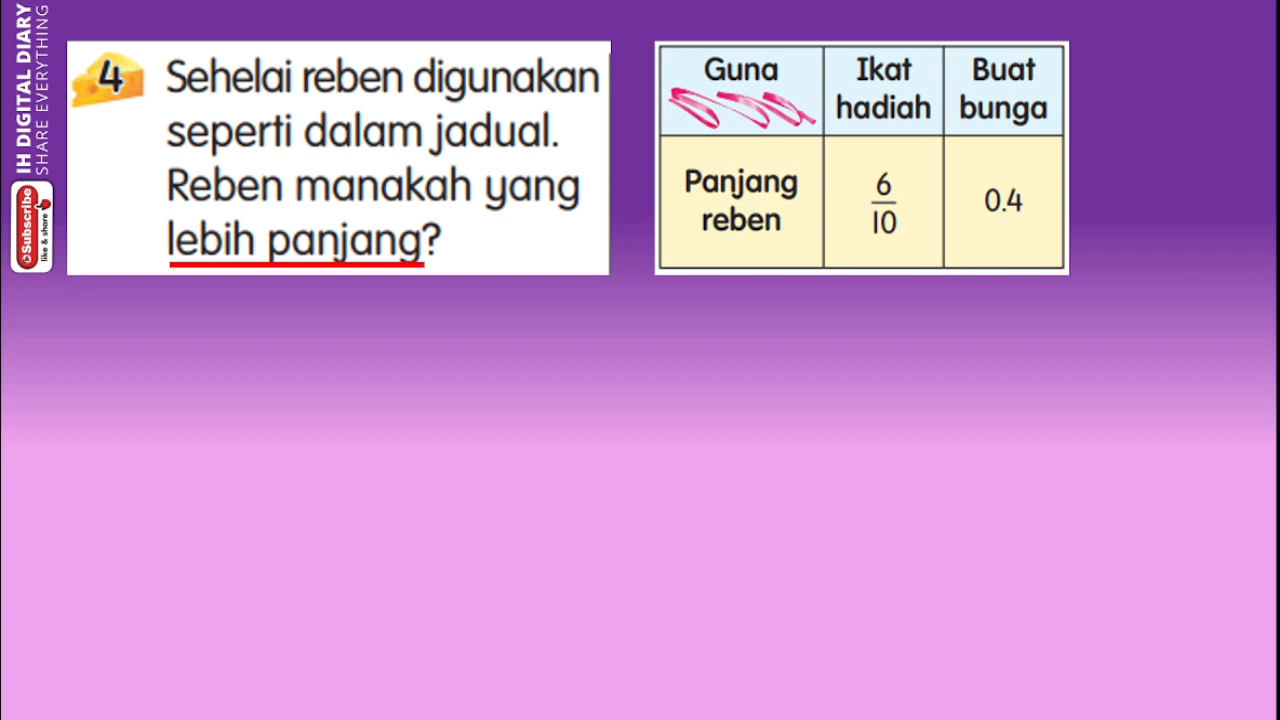 IH DIGITAL DIARY
SHARE EVERYTHING
Subscribe
like & share
4
Sehelai reben digunakan
seperti dalam jadual.
Reben manakah yang
lebih panjang?
Guna
Ikat
hadiah
Buat
bunga
Panjang
reben
6
10
0.4